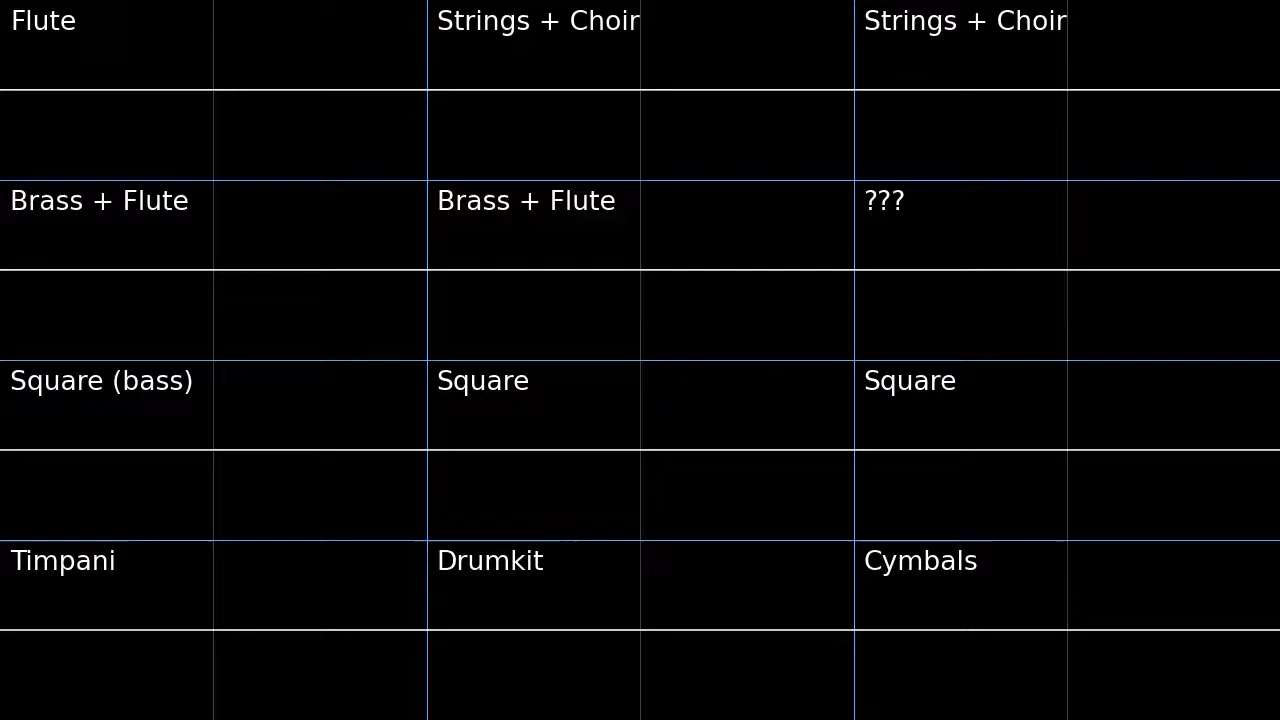 Flute
Strings + Choir
Strings + Choir
Brass + Flute
Brass + Flute
???
Square (bass)
Square
Square
Timpani
Drumkit
Cymbals